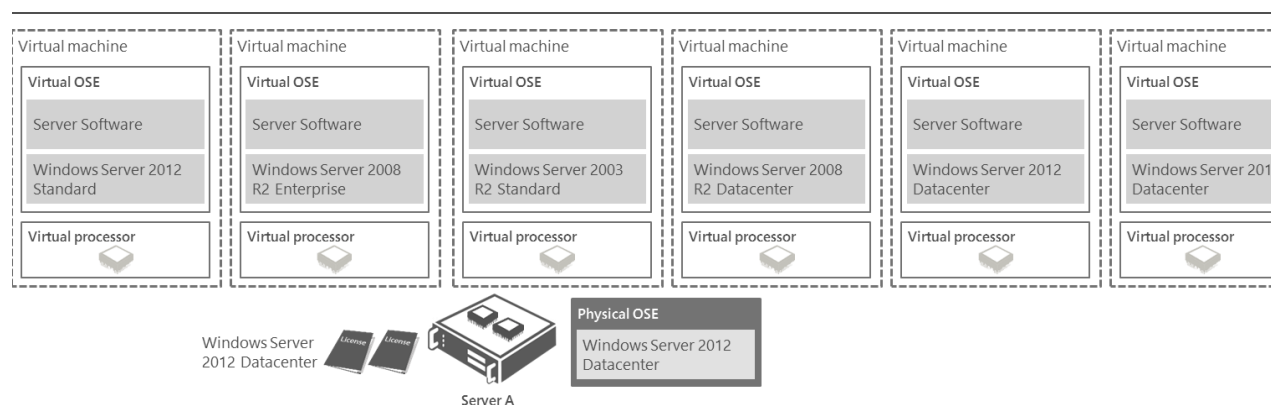 Virtual machine
Virtual OSE
Server Software
Windows Server 2012
Standard
Virtual processor
Virtual machine
Virtual OSE
Server Software
Windows Server 2008
R2 Enterprise
Virtual processor
Virtual machine
Virtual OSE
Server Software
Windows Server 2003
R2 Standard
Virtual processor
Virtual machine
Virtual OSE
Server Software
Windows Server 2008
R2 Datacenter
Virtual processor
Virtual machine
Virtual OSE
Server Software
Windows Server 2012
Datacenter
Virtual processor
Virtual machine
Virtual OSE
Server Software
Windows Server 201
Datacenter
Virtual processor
Windows Server
2012 Datacenter
License
License
Server A
Physical OSE
Windows Server 2012
Datacenter